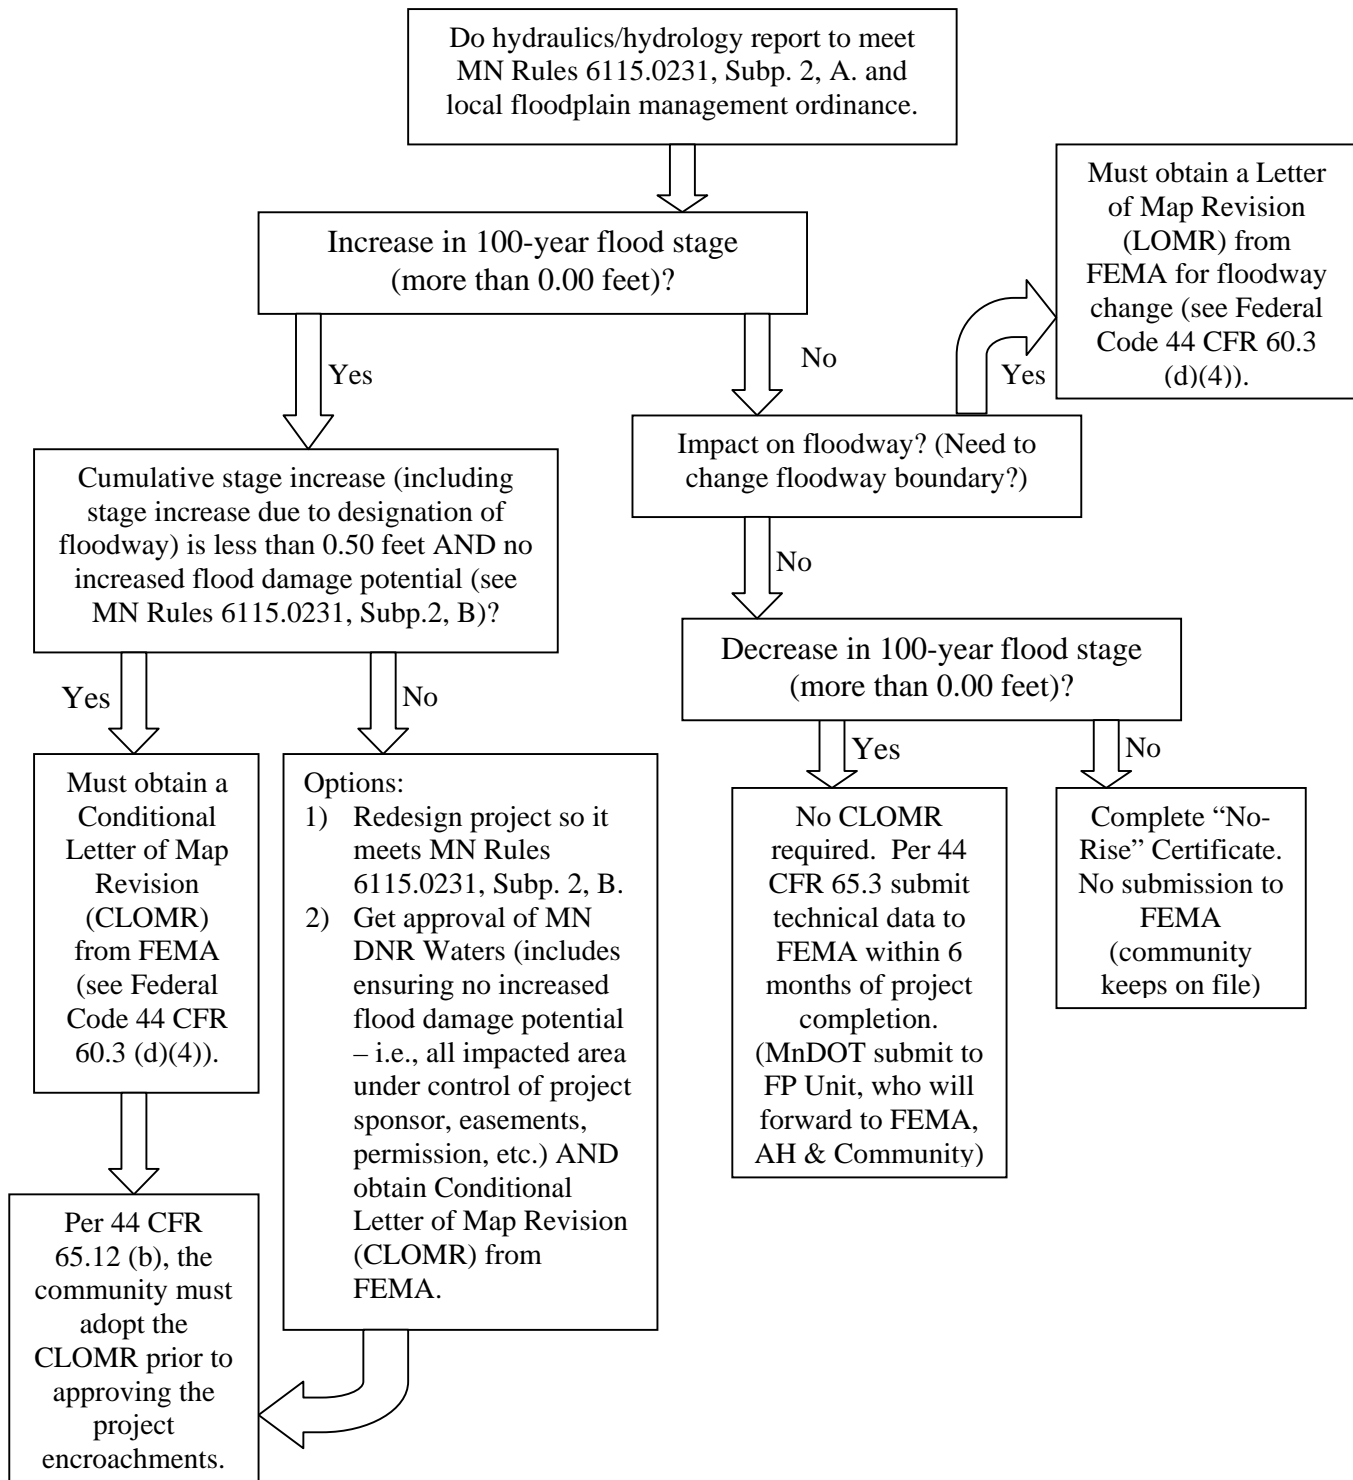 Do hydraulics/hydrology report to meet
MN Rules 6115.0231, Subp. 2, A. and
local floodplain management ordinance.
Must obtain a Letter
of Map Revision
(LOMR) from
FEMA for floodway
change (see Federal
Code 44 CFR 60.3
(d)(4)).
Increase in 100-year flood stage
(more than 0.00 feet)?
Yes
No
Yes
Impact on floodway? (Need to
change floodway boundary?)
Cumulative stage increase (including
stage increase due to designation of
floodway) is less than 0.50 feet AND no
increased flood damage potential (see
MN Rules 6115.0231, Subp.2, B)?
No
Decrease in 100-year flood stage
(more than 0.00 feet)?
Yes
No
Yes
No
Must obtain a
Conditional
Letter of Map
Revision
(CLOMR)
from FEMA
(see Federal
Code 44 CFR
60.3 (d)(4)).
Options:
1) Redesign project so it
meets MN Rules
6115.0231, Subp. 2, B.
2) Get approval of MN
DNR Waters (includes
ensuring no increased
flood damage potential
– i.e., all impacted area
under control of project
sponsor, easements,
permission, etc.) AND
obtain Conditional
Letter of Map Revision
(CLOMR) from
FEMA.
No CLOMR
required.  Per 44
CFR 65.3 submit
technical data to
FEMA within 6
months of project
completion.
(MnDOT submit to
FP Unit, who will
forward to FEMA,
AH & Community)
Complete “No-
Rise” Certificate.
No submission to
FEMA
(community
keeps on file)
Per 44 CFR
65.12 (b), the
community must
adopt the
CLOMR prior to
approving the
project
encroachments.